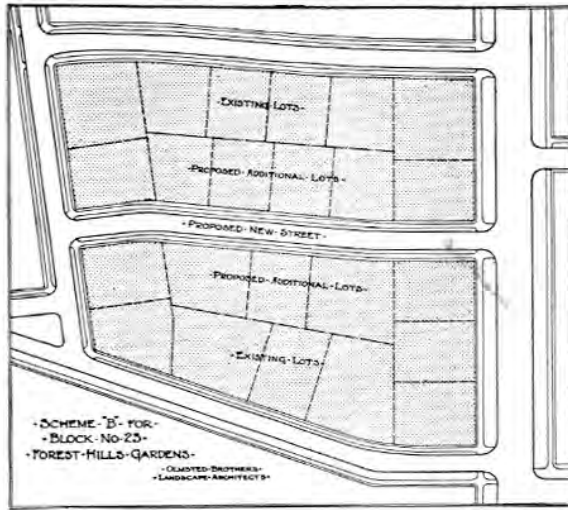 -EXISTING-LOTS-
-PROPOSED-ADDITIONAL-LOTS-
-PROPOSED-NEW-STREET-
-PROPOSED-ADDITIONAL-LOTS-
-EXISTING-LOTS-
-SCHEME-"B"-FOR-
-BLOCK-NO-23-
-FOREST-HILLS-GARDENS-
-OLMSTED-BROTHERS-
-LANDSCAPE-ARCHITECTS-